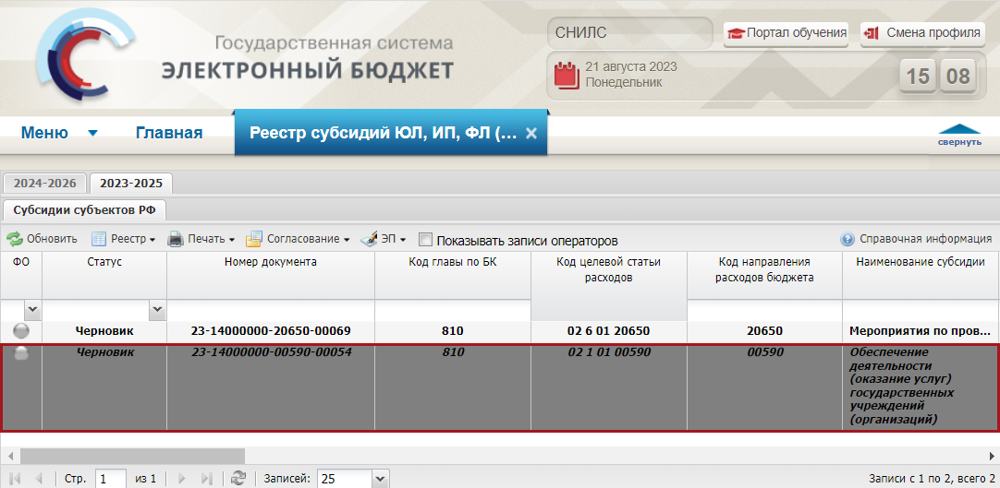 Государственная система
ЭЛЕКТРОННЫЙ БЮДЖЕТ
СНИЛС
Портал обучения
Смена профиля
21 августа 2023
Понедельник
15 08
Меню
Главная
Реестр субсидий ЮЛ, ИП, ФЛ (...
свернуть
2024-2026
2023-2025
Субсидии субъектов РФ
Обновить
Реестр
Печать
Согласование
ЭП
Показывать записи операторов
Справочная информация
ФО
Статус
Номер документа
Код главы по БК
Код целевой статьи
расходов
Код направления
расходов бюджета
Наименование субсидии
Черновик 23-14000000-20650-00069 810 02 6 01 20650 20650 Мероприятия по пров...
Черновик 23-14000000-00590-00054 810 02 1 01 00590 00590 Обеспечение
деятельности
(оказание услуг)
государственных
учреждений
(организаций)
Стр. 1 из 1
Записей: 25
Записи с 1 по 2, всего 2